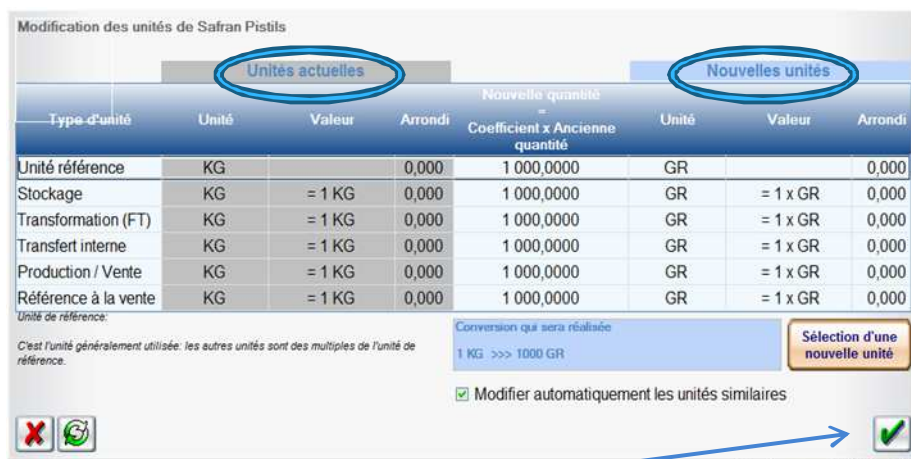 Modification des unités de Safran Pistils
Unités actuelles Nouvelles unités
Type d'unité Unité Valeur Arrondi Nouvelle quantité = Coefficient x Ancienne quantité Unité Valeur Arrondi
Unité référence KG 0,000 1 000,0000 GR 0,000
Stockage KG = 1 KG 0,000 1 000,0000 GR = 1 x GR 0,000
Transformation (FT) KG = 1 KG 0,000 1 000,0000 GR = 1 x GR 0,000
Transfert interne KG = 1 KG 0,000 1 000,0000 GR = 1 x GR 0,000
Production / Vente KG = 1 KG 0,000 1 000,0000 GR = 1 x GR 0,000
Référence à la vente KG = 1 KG 0,000 1 000,0000 GR = 1 x GR 0,000
Unité de référence:
C'est l'unité généralement utilisée: les autres unités sont des multiples de l'unité de
référence.
Conversion qui sera réalisée
1 KG >>> 1000 GR
Sélection d'une
nouvelle unité
Modifier automatiquement les unités similaires